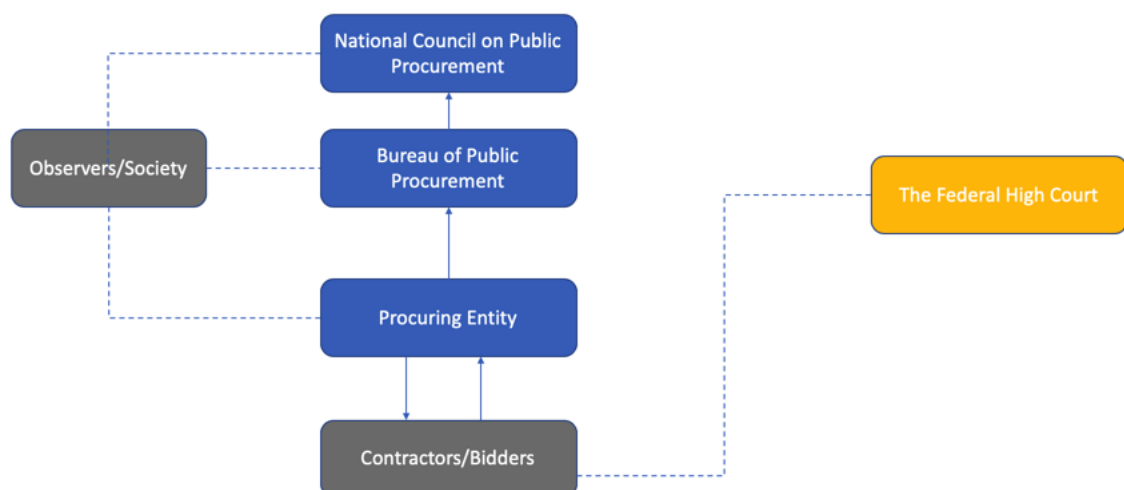 National Council on Public
Procurement
Observers/Society
Bureau of Public
Procurement
The Federal High Court
Procuring Entity
Contractors/Bidders